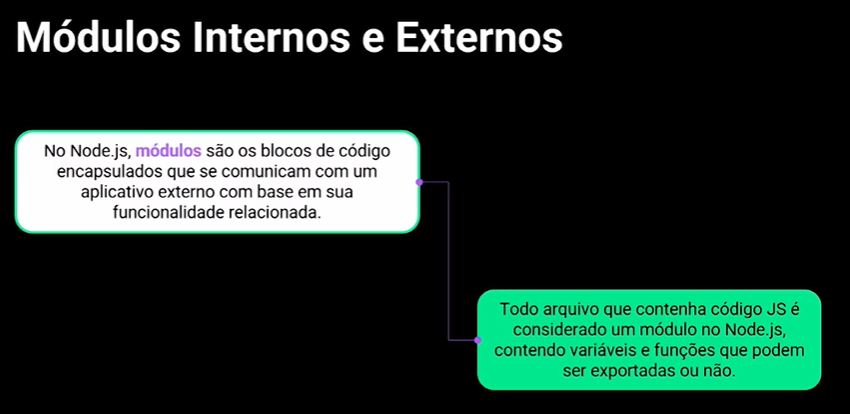 Módulos Internos e Externos
No Node.js, módulos são os blocos de código
encapsulados que se comunicam com um
aplicativo externo com base em sua
funcionalidade relacionada.
Todo arquivo que contenha código JS é
considerado um módulo no Node.js,
contendo variáveis e funções que podem
ser exportadas ou não.